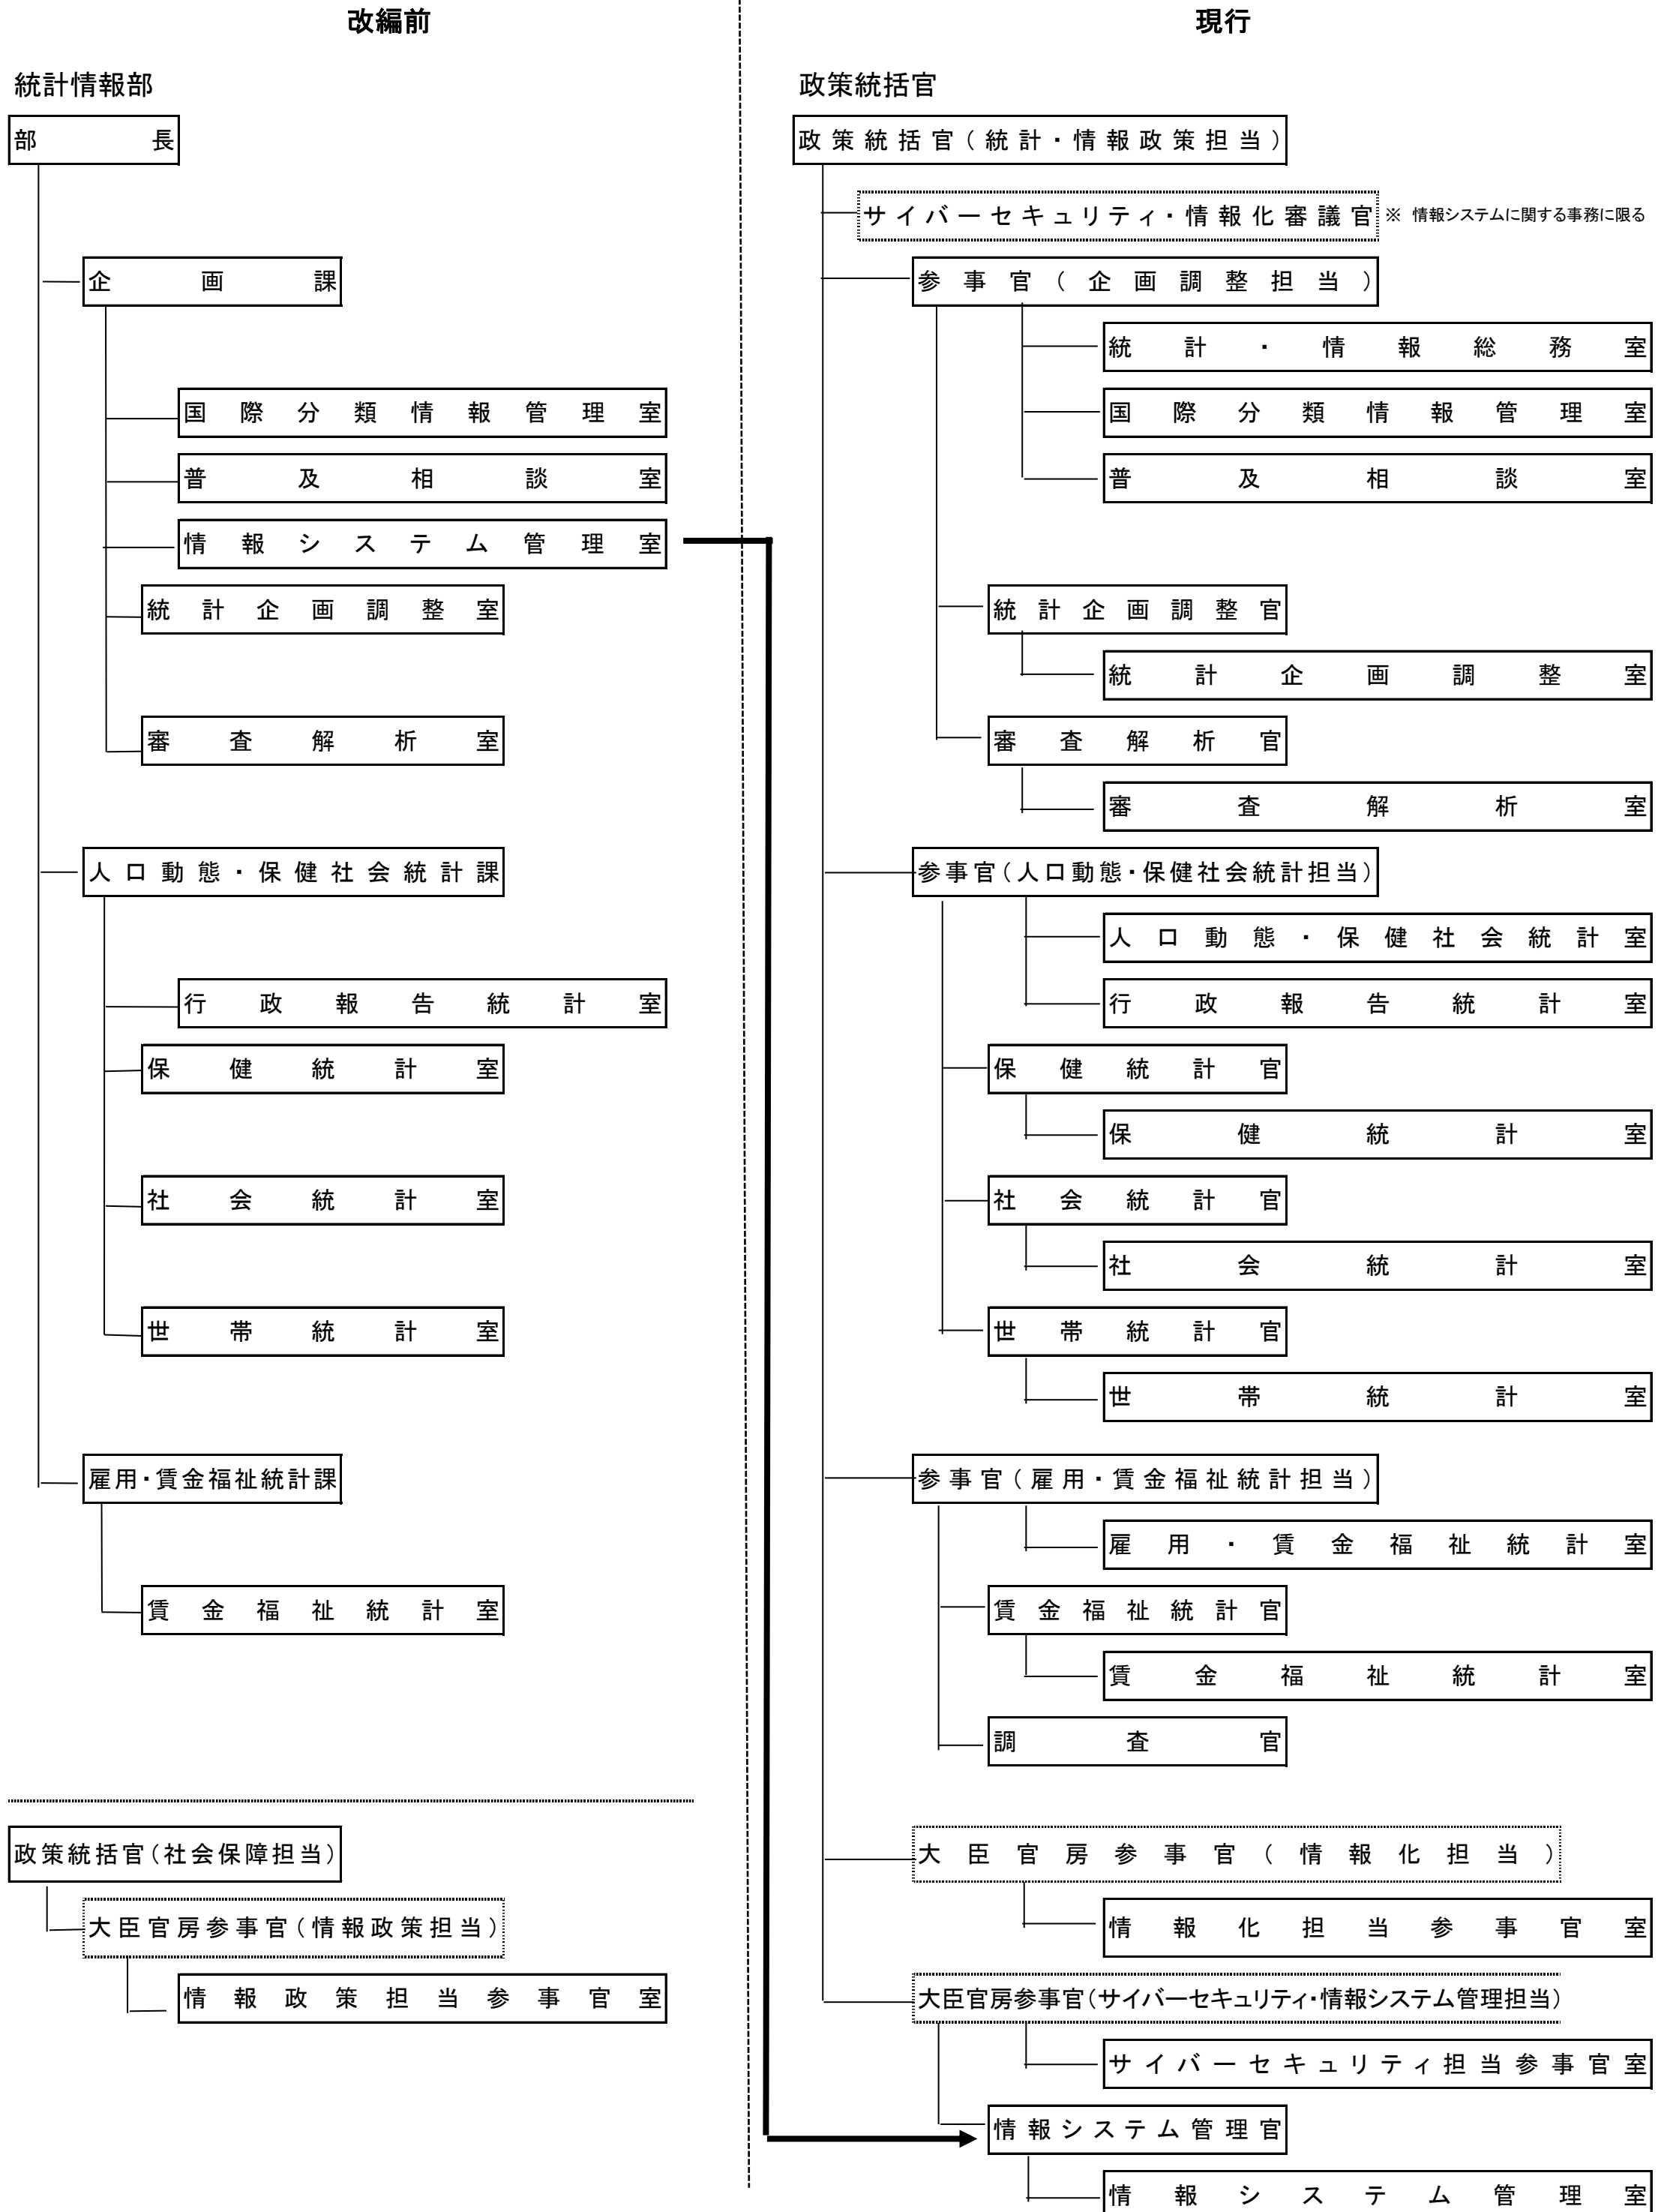 改編前
統計情報部
部長
企画課
国際分類情報管理室
普及相談室
情報システム管理室
統計企画調整室
審査解析室
人口動態・保健社会統計課
行政報告統計室
保健統計室
社会統計室
世帯統計室
雇用・賃金福祉統計課
賃金福祉統計室
政策統括官(社会保障担当)
大臣官房参事官(情報政策担当)
情報政策担当参事官室
現行
政策統括官
政策統括官(統計・情報政策担当)
サイバーセキュリティ・情報化審議官 ※ 情報システムに関する事務に限る
参事官(企画調整担当)
統計・情報総務室
国際分類情報管理室
普及相談室
統計企画調整官
統計企画調整室
審査解析官
審査解析室
参事官(人口動態・保健社会統計担当)
人口動態・保健社会統計室
行政報告統計室
保健統計官
保健統計室
社会統計官
社会統計室
世帯統計官
世帯統計室
参事官(雇用・賃金福祉統計担当)
雇用・賃金福祉統計室
賃金福祉統計官
賃金福祉統計室
調査官
大臣官房参事官(情報化担当)
情報化担当参事官室
大臣官房参事官(サイバーセキュリティ・情報システム管理担当)
サイバーセキュリティ担当参事官室
情報システム管理官
情報システム管理室